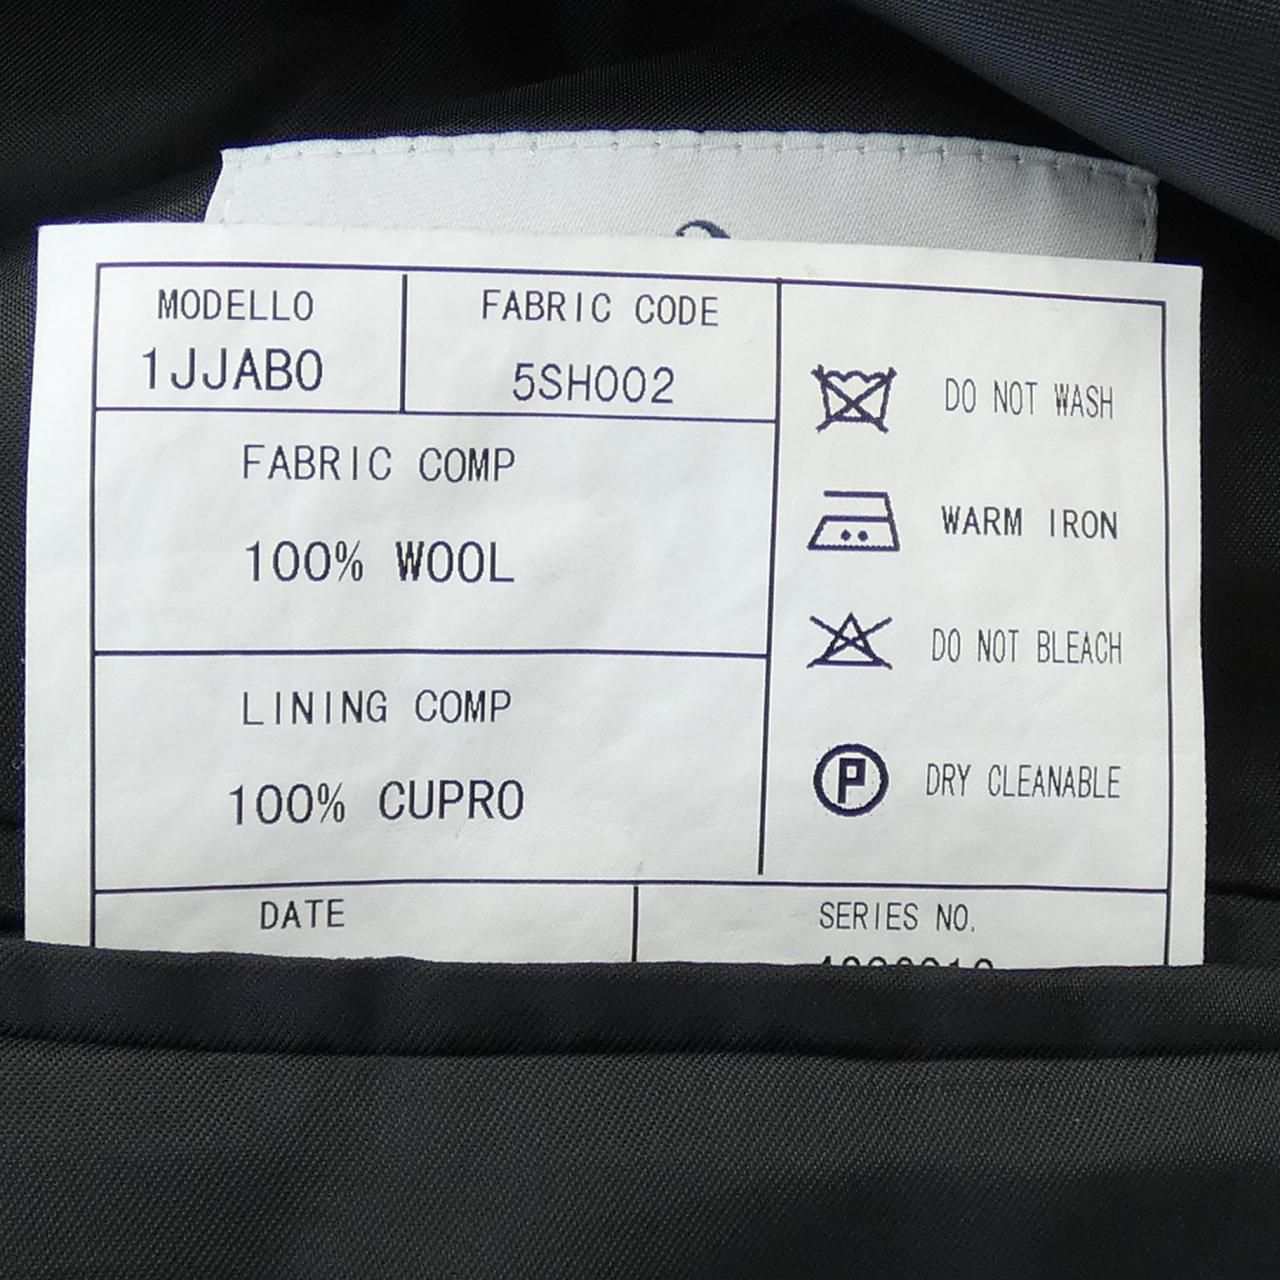 MODELLO
1JJAB0
FABRIC CODE
5SH002
FABRIC COMP
100% WOOL
LINING COMP
100% CUPRO
DO NOT WASH
WARM IRON
DO NOT BLEACH
P
DRY CLEANABLE
DATE
SERIES NO.